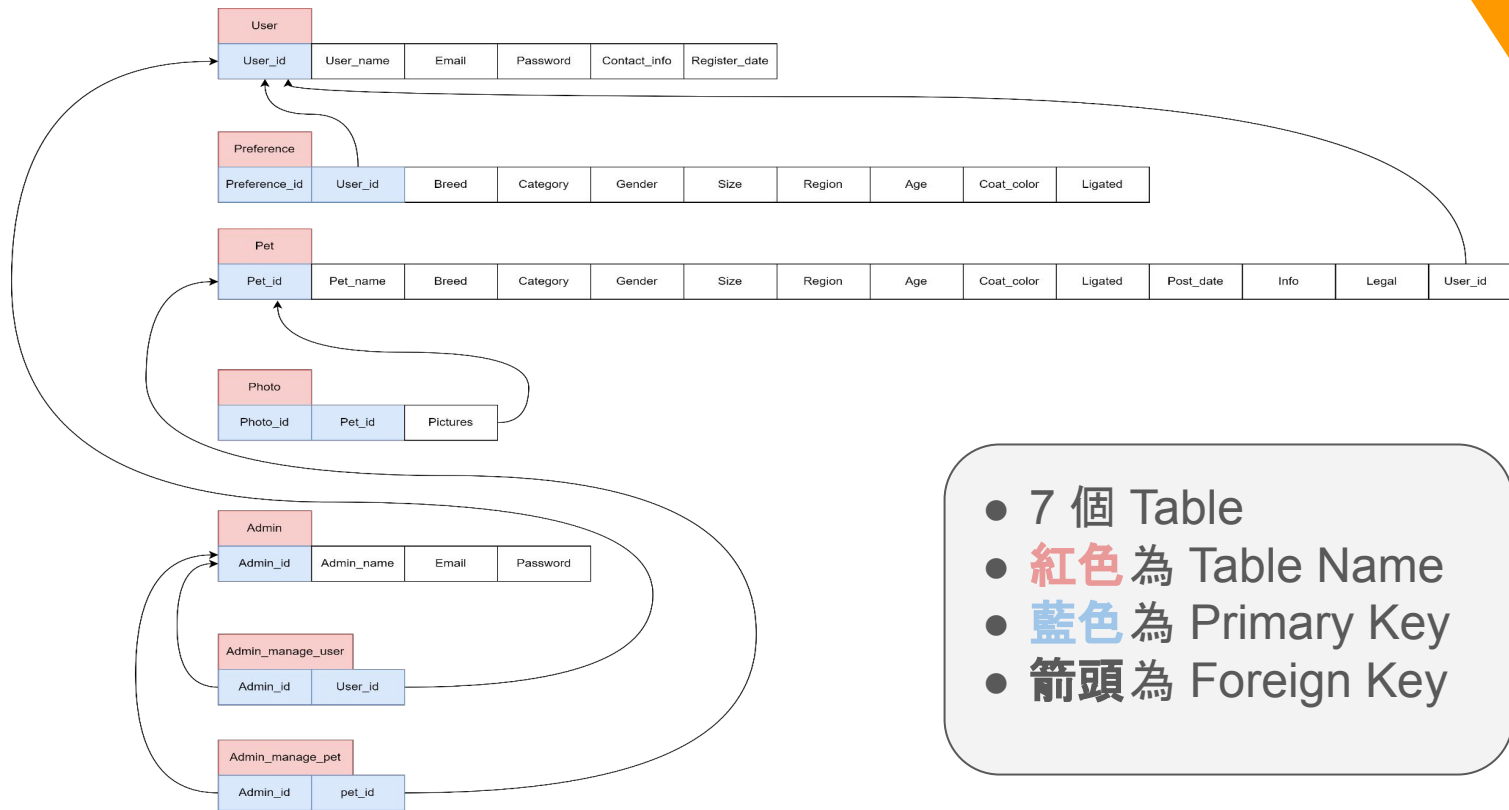 User
User_id User_name Email Password Contact_info Register_date
Preference
Preference_id User_id Breed Category Gender Size Region Age Coat_color Ligated
Pet
Pet_id Pet_name Breed Category Gender Size Region Age Coat_color Ligated Post_date Info Legal User_id
Photo
Photo_id Pet_id Pictures
Admin
Admin_id Admin_name Email Password
Admin_manage_user
Admin_id User_id
Admin_manage_pet
Admin_id pet_id
● 7 個 Table
● 紅色 為 Table Name
● 藍色 為 Primary Key
● 箭頭 為 Foreign Key